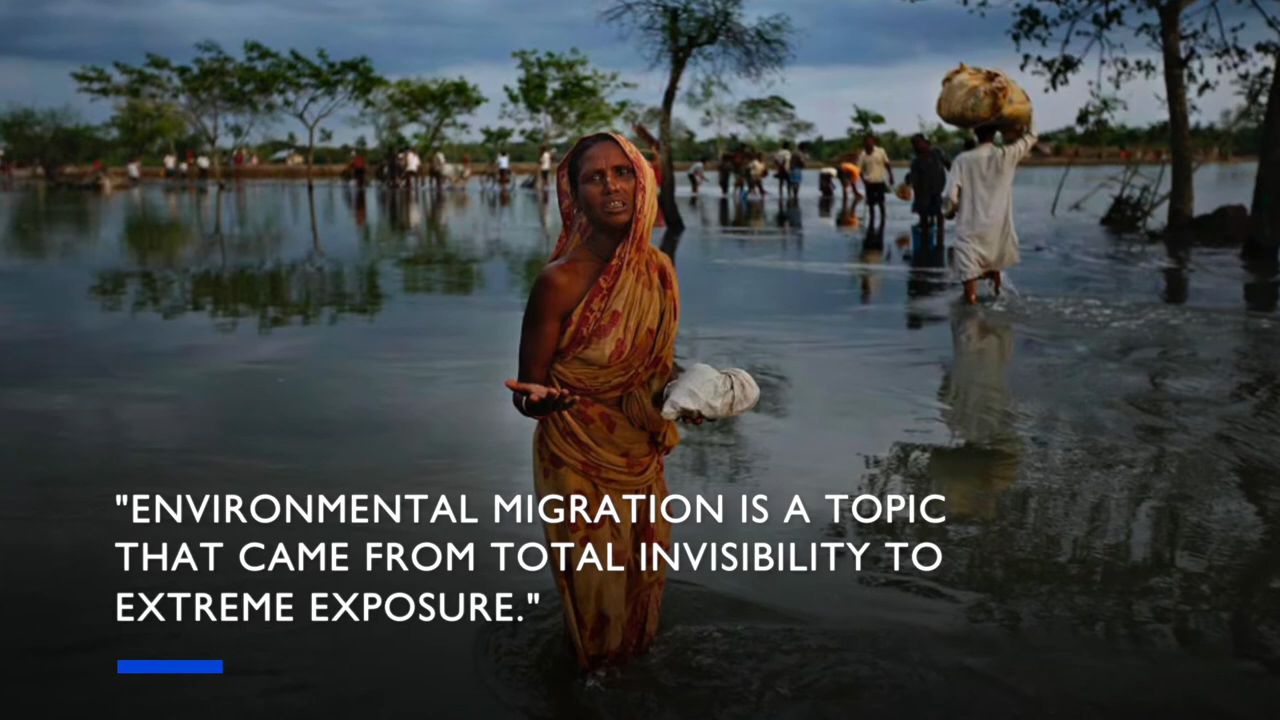 "ENVIRONMENTAL MIGRATION IS A TOPIC
THAT CAME FROM TOTAL INVISIBILITY TO
EXTREME EXPOSURE."